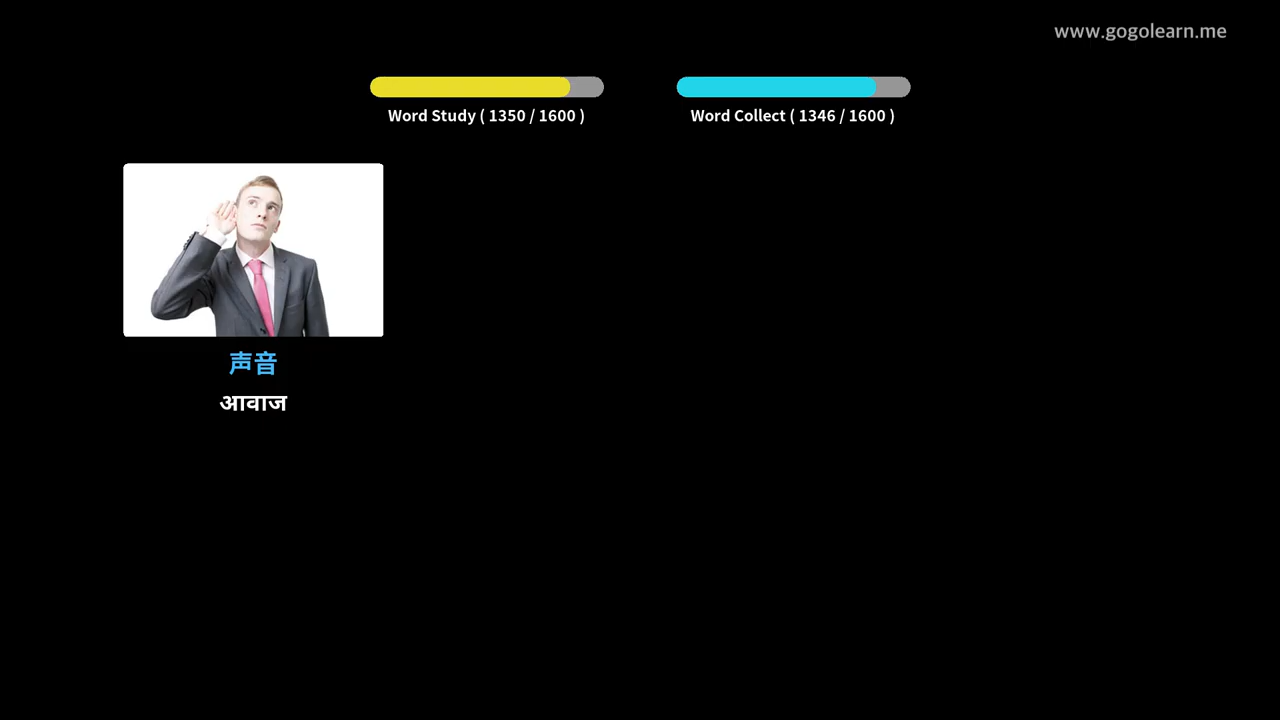 www.gogolearn.me
Word Study ( 1350 / 1600 )
Word Collect ( 1346 / 1600 )
声音
आवाज